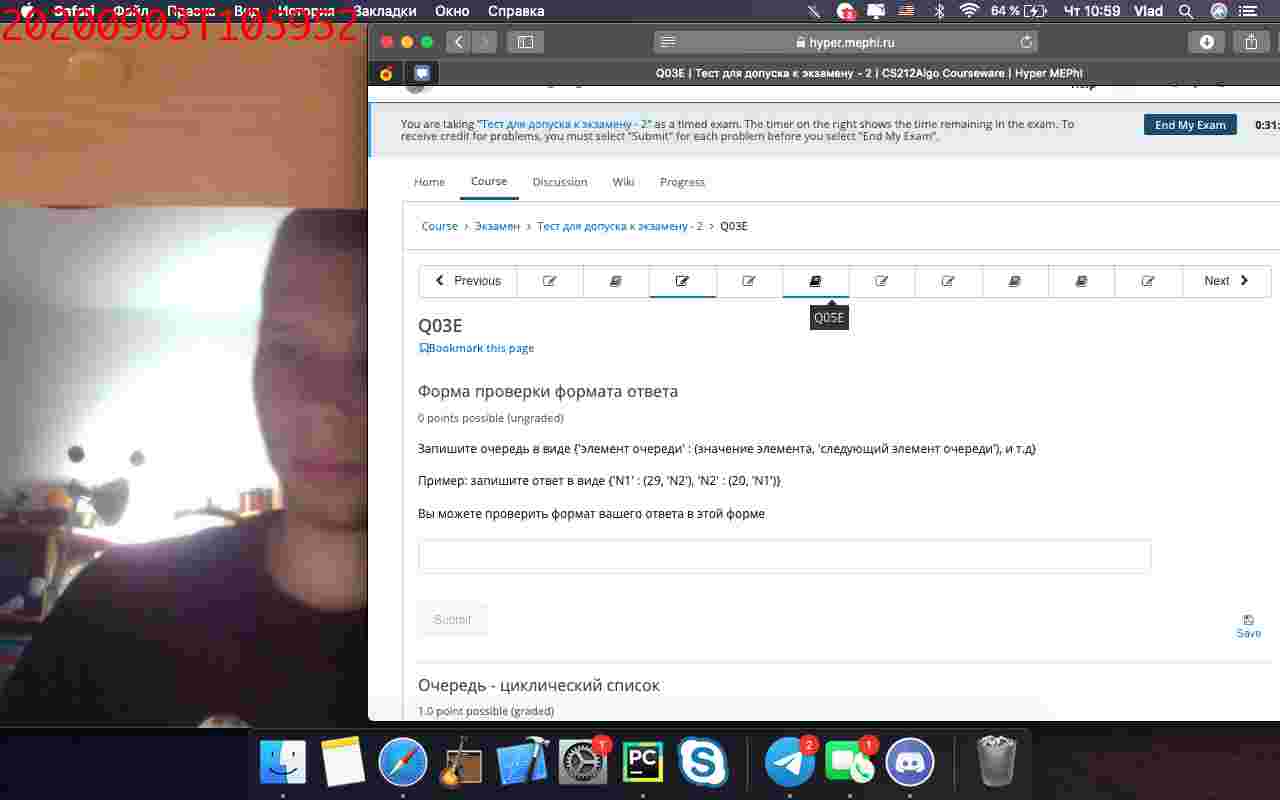 20200903T105952
Safari Файл Правка Вид История Закладки Окно Справка
64 % Чт 10:59 Vlad
hyper.mephi.ru
Q03E | Тест для допуска к экзамену - 2 | CS212Algo Courseware | Hyper MEPhI
You are taking "Тест для допуска к экзамену - 2" as a timed exam. The timer on the right shows the time remaining in the exam. To
receive credit for problems, you must select "Submit" for each problem before you select "End My Exam".
End My Exam
0:31:
Home Course Discussion Wiki Progress
Course > Экзамен > Тест для допуска к экзамену - 2 > Q03E
Previous
Next
Q05E
Q03E
Bookmark this page
Форма проверки формата ответа
0 points possible (ungraded)
Запишите очередь в виде {'элемент очереди' : (значение элемента, 'следующий элемент очереди'), и т.д}
Пример: запишите ответ в виде {'N1' : (29, 'N2'), 'N2' : (20, 'N1')}
Вы можете проверить формат вашего ответа в этой форме
Submit
Save
Очередь - циклический список
1.0 point possible (graded)
1
PC
2
1